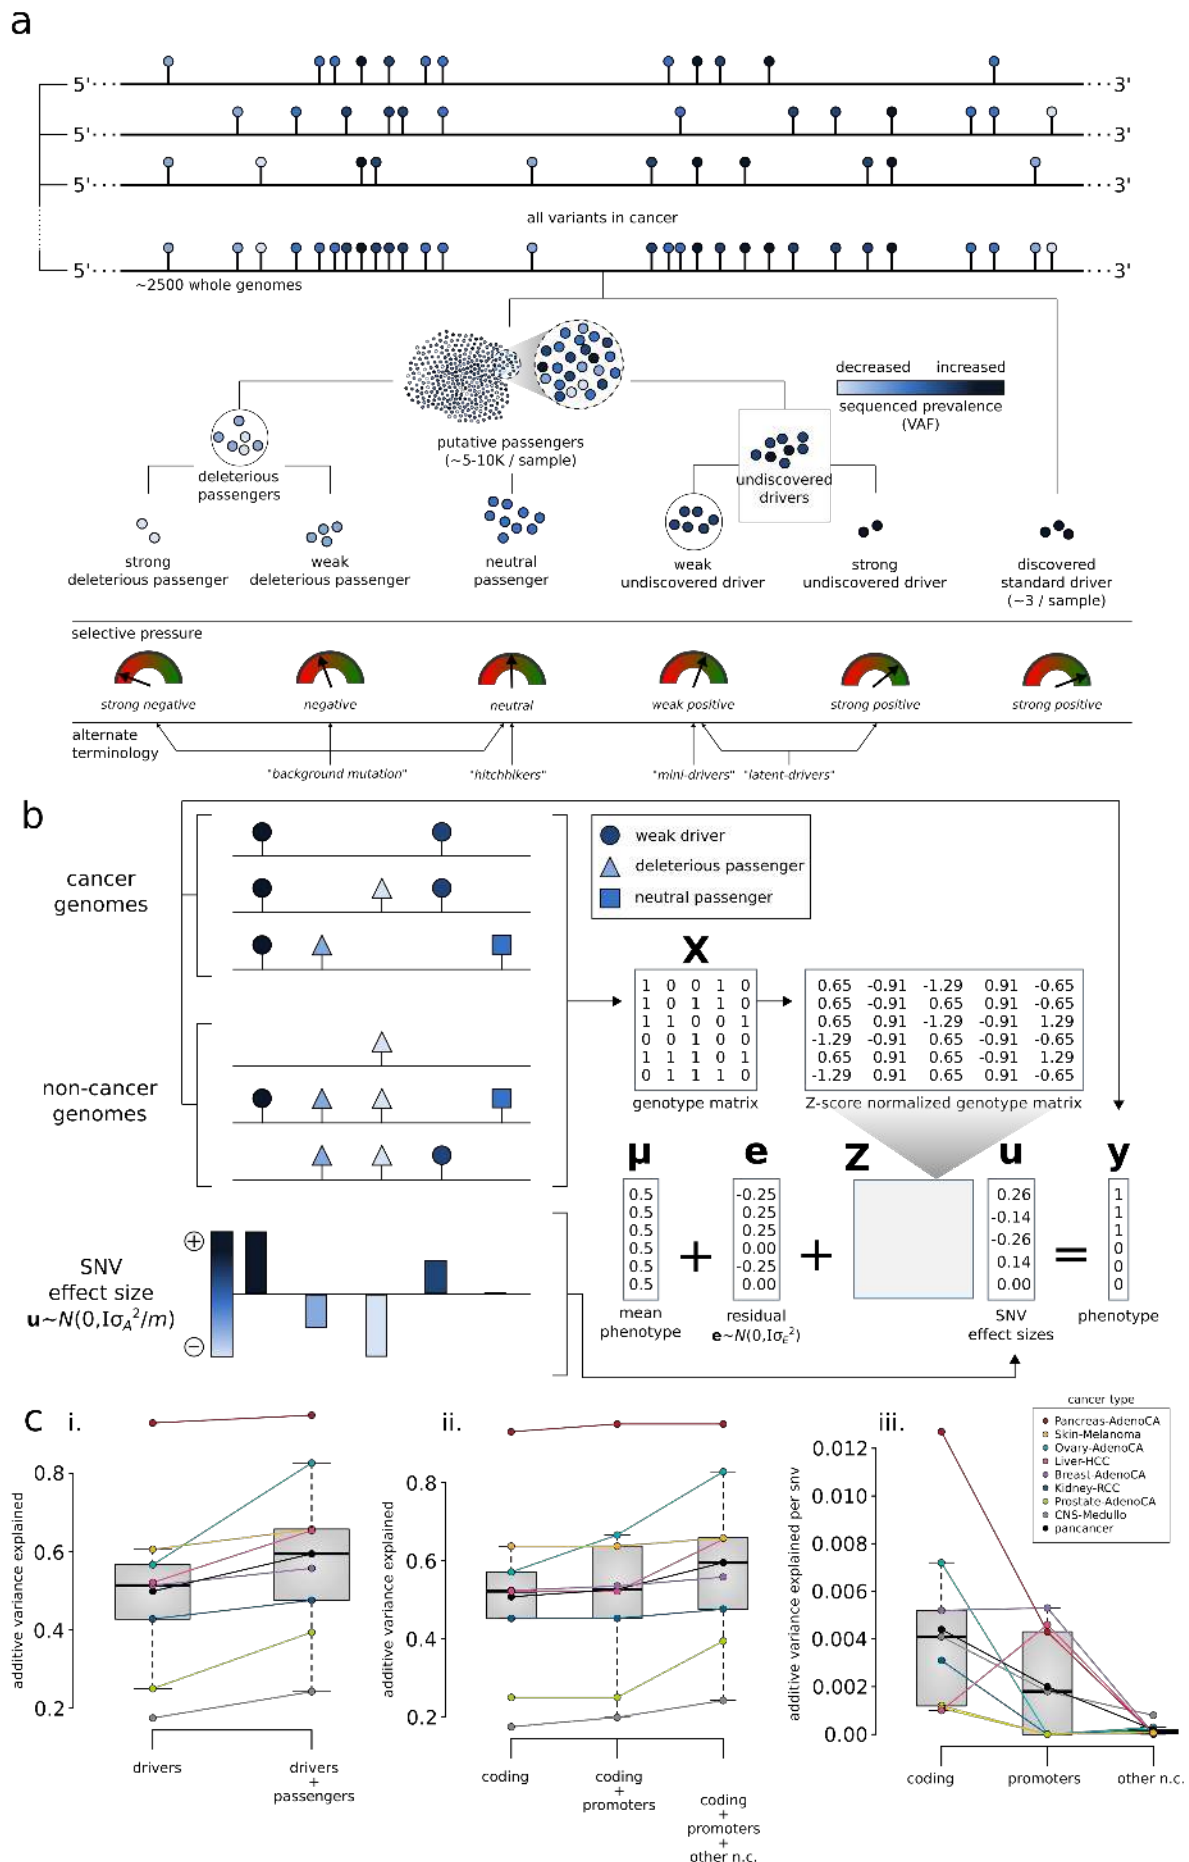 a
5'··· ···3'
5'··· ···3'
5'··· ···3'
all variants in cancer
5'··· ···3'
~2500 whole genomes
decreased increased
sequenced prevalence
(VAF)
putative passengers
(~5-10K / sample)
deleterious
passengers
undiscovered
drivers
strong
deleterious passenger
weak
deleterious passenger
neutral
passenger
weak
undiscovered driver
strong
undiscovered driver
discovered
standard driver
(~3 / sample)
selective pressure
strong negative
negative
neutral
weak positive
strong positive
strong positive
alternate
terminology
"background mutation"
"hitchhikers"
"mini-drivers"
"latent-drivers"
b
cancer
genomes
weak driver
deleterious passenger
neutral passenger
non-cancer
genomes
X
1 0 0 1 0
1 0 1 1 0
1 1 0 0 1
0 0 1 0 0
1 1 1 0 1
0 1 1 1 0
genotype matrix
0.65 -0.91 -1.29 0.91 -0.65
0.65 -0.91 0.65 0.91 -0.65
0.65 0.91 -1.29 -0.91 1.29
-1.29 -0.91 0.65 -0.91 -0.65
0.65 0.91 0.65 -0.91 1.29
-1.29 0.91 0.65 0.91 -0.65
Z-score normalized genotype matrix
μ e Z u y
0.5
0.5
0.5
0.5
0.5
0.5
mean
phenotype
+
-0.25
0.25
0.25
0.00
-0.25
0.00
residual
e~N(0,Iσ_E²)
+
0.26
-0.14
-0.26
0.14
0.00
SNV
effect sizes
=
1
1
1
0
0
0
phenotype
+
−
SNV
effect size
u~N(0,Iσ_A²/m)
c
i.
additive variance explained
0.8
0.6
0.4
0.2
drivers
drivers
+
passengers
ii.
additive variance explained
0.8
0.6
0.4
0.2
coding
coding
+
promoters
coding
+
promoters
+
other n.c.
iii.
additive variance explained per snv
0.012
0.010
0.008
0.006
0.004
0.002
0.00
coding
promoters
other n.c.
cancer type
Pancreas-AdenoCA
Skin-Melanoma
Ovary-AdenoCA
Liver-HCC
Breast-AdenoCA
Kidney-RCC
Prostate-AdenoCA
CNS-Medullo
pancancer